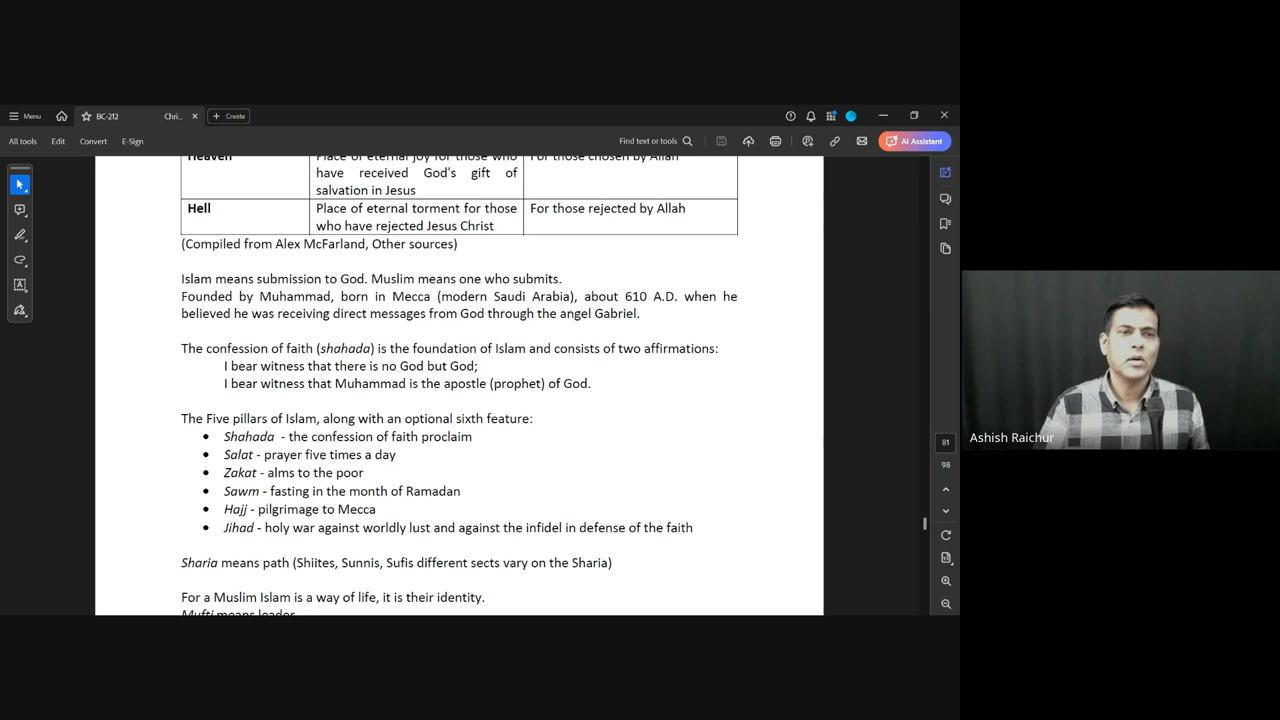 Menu
BC-212
Chri...
Create
All tools
Edit
Convert
E-Sign
Find text or tools
AI Assistant
Heaven
Place of eternal joy for those who
For those chosen by Allah
have received God's gift of
salvation in Jesus
Hell
Place of eternal torment for those
For those rejected by Allah
who have rejected Jesus Christ
(Compiled from Alex McFarland, Other sources)
Islam means submission to God. Muslim means one who submits.
Founded by Muhammad, born in Mecca (modern Saudi Arabia), about 610 A.D. when he
believed he was receiving direct messages from God through the angel Gabriel.
The confession of faith (shahada) is the foundation of Islam and consists of two affirmations:
I bear witness that there is no God but God;
I bear witness that Muhammad is the apostle (prophet) of God.
The Five pillars of Islam, along with an optional sixth feature:
• Shahada - the confession of faith proclaim
• Salat - prayer five times a day
• Zakat - alms to the poor
• Sawm - fasting in the month of Ramadan
• Hajj - pilgrimage to Mecca
• Jihad - holy war against worldly lust and against the infidel in defense of the faith
Sharia means path (Shiites, Sunnis, Sufis different sects vary on the Sharia)
For a Muslim Islam is a way of life, it is their identity.
Mufti means leader
81
98
Ashish Raichur